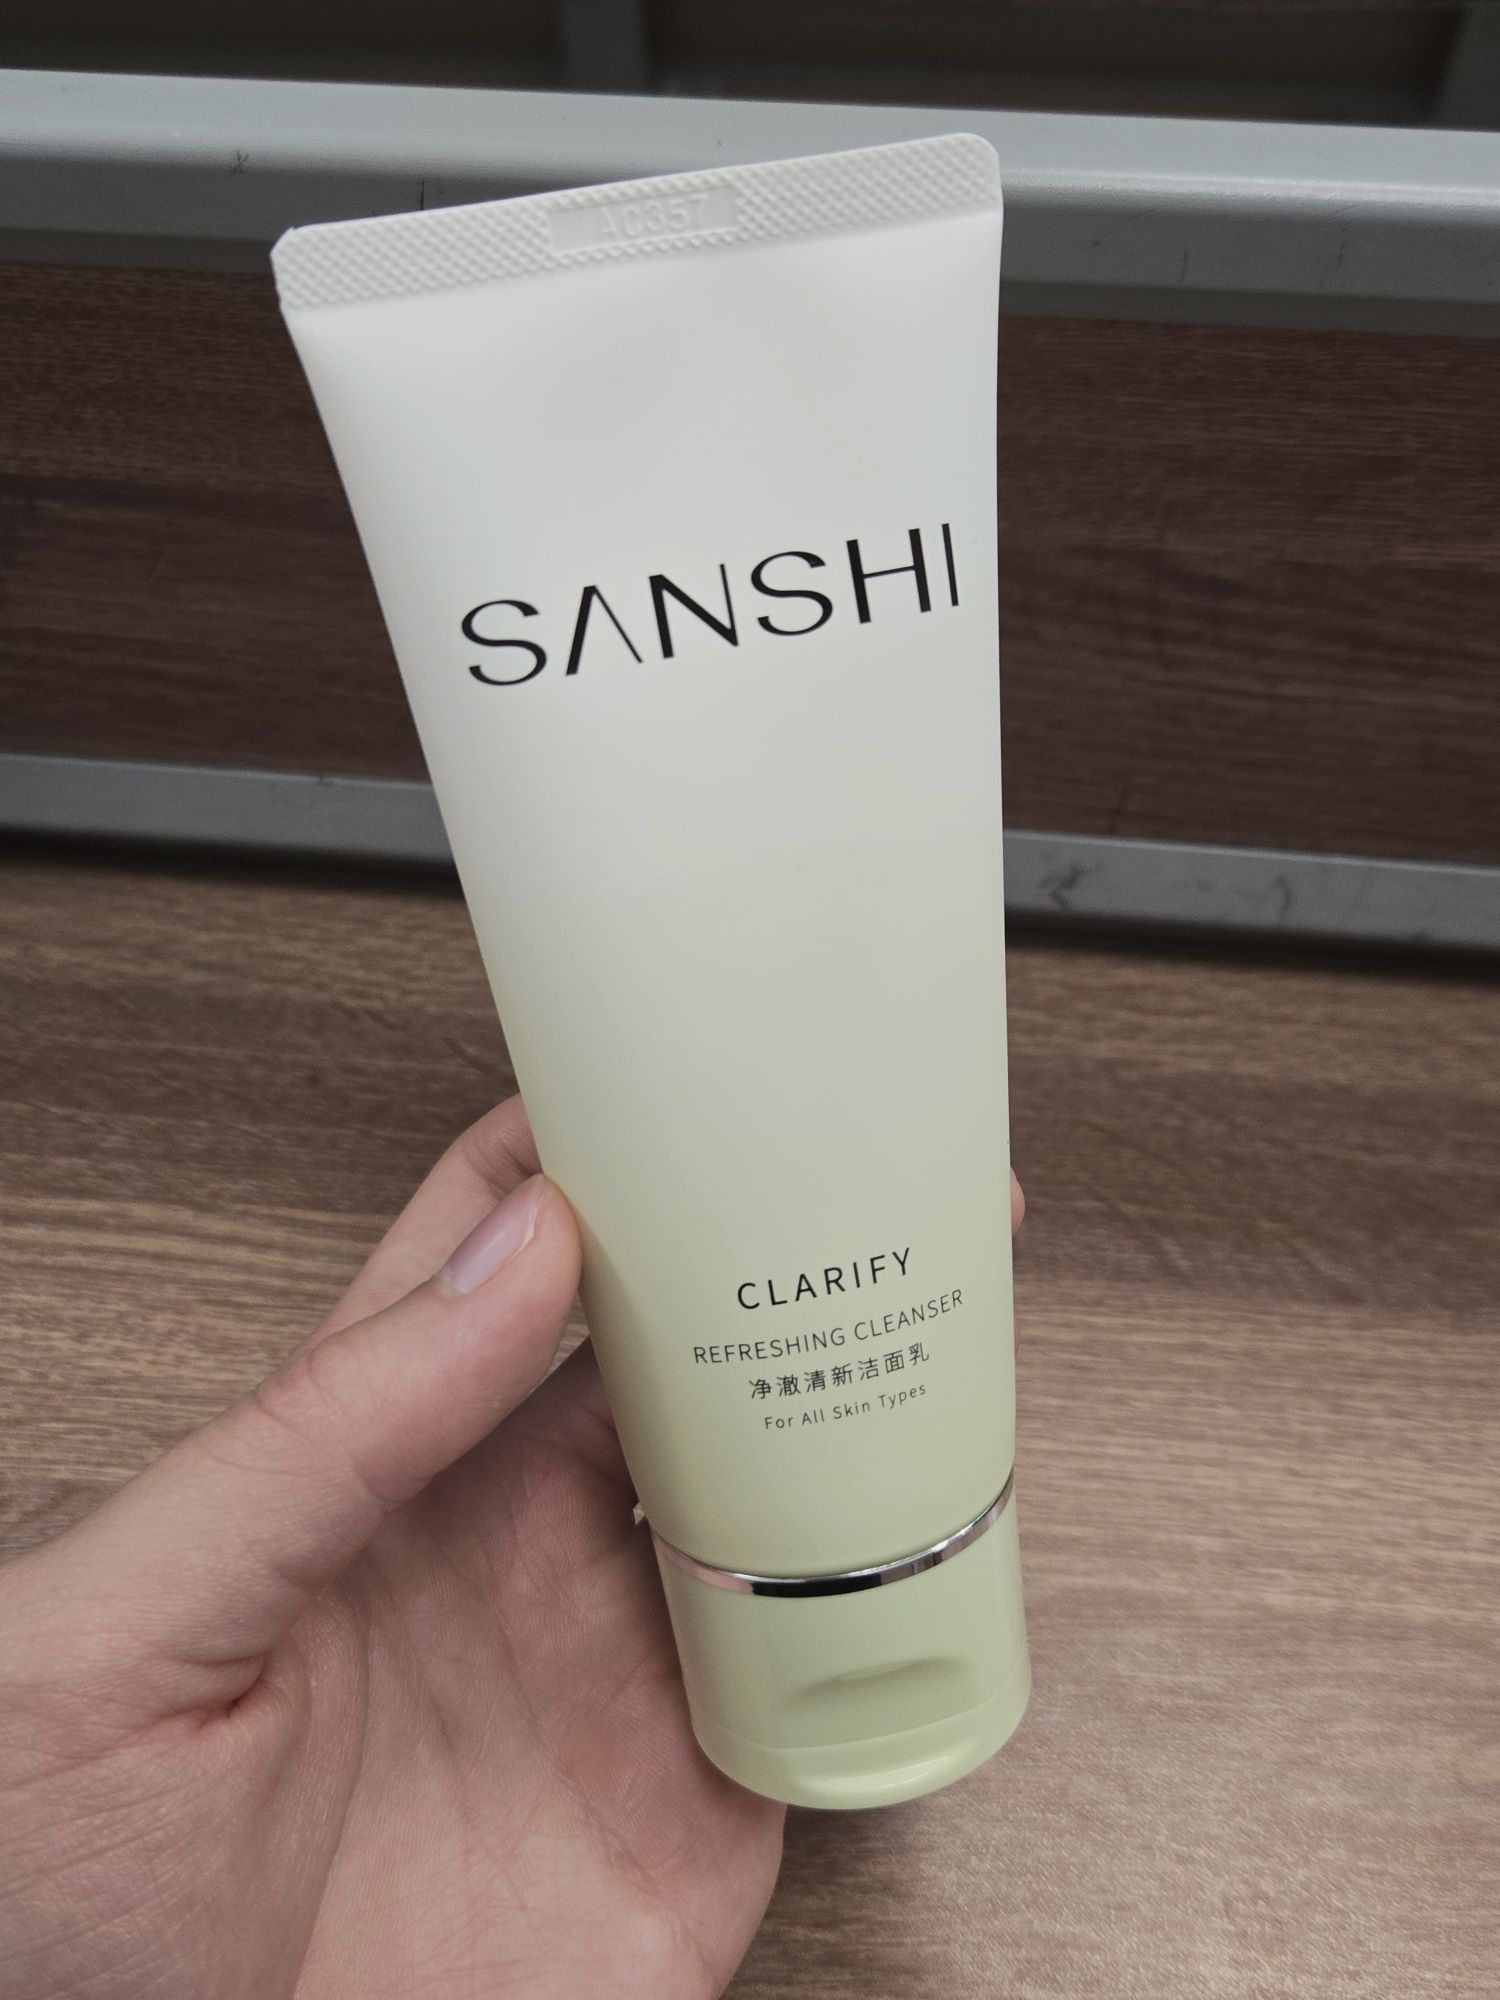 AC357
SANSHI
CLARIFY
REFRESHING CLEANSER
净澈清新洁面乳
For All Skin Types